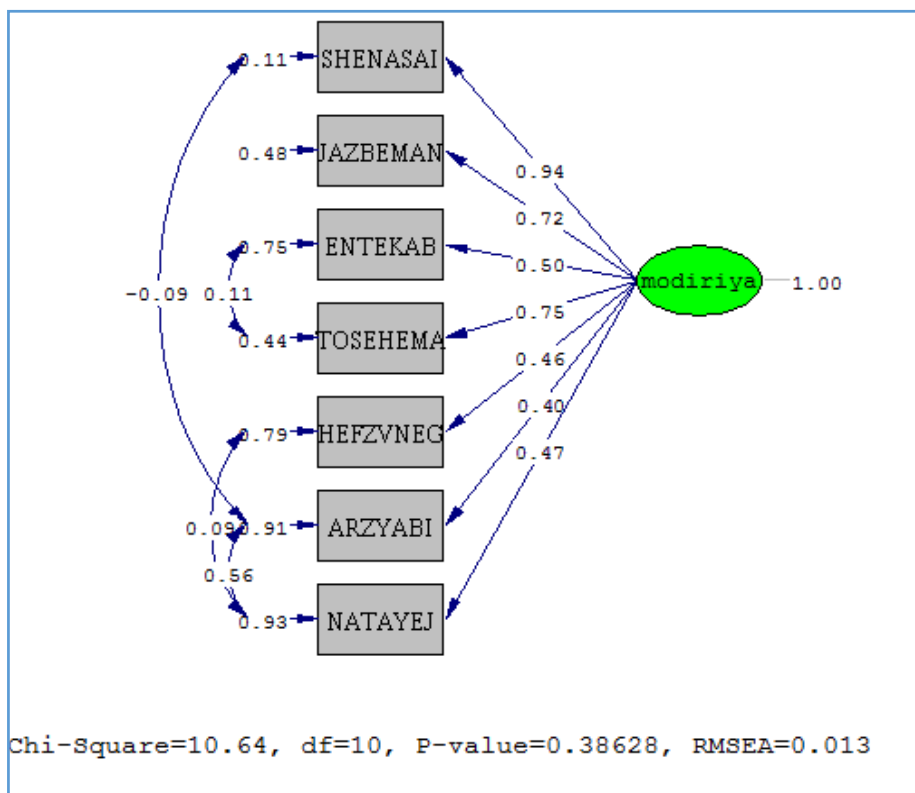 0.11 SHENASAI
0.94
0.48 JAZBEMAN
0.72
0.75 ENTEKAB
0.50
modiriya 1.00
-0.09 0.11
0.75
0.44 TOSEHEMA
0.46
0.40
0.79 HEFZVNEG
0.47
0.09 0.91 ARZYABI
0.56
0.93 NATAYEJ
Chi-Square=10.64, df=10, P-value=0.38628, RMSEA=0.013